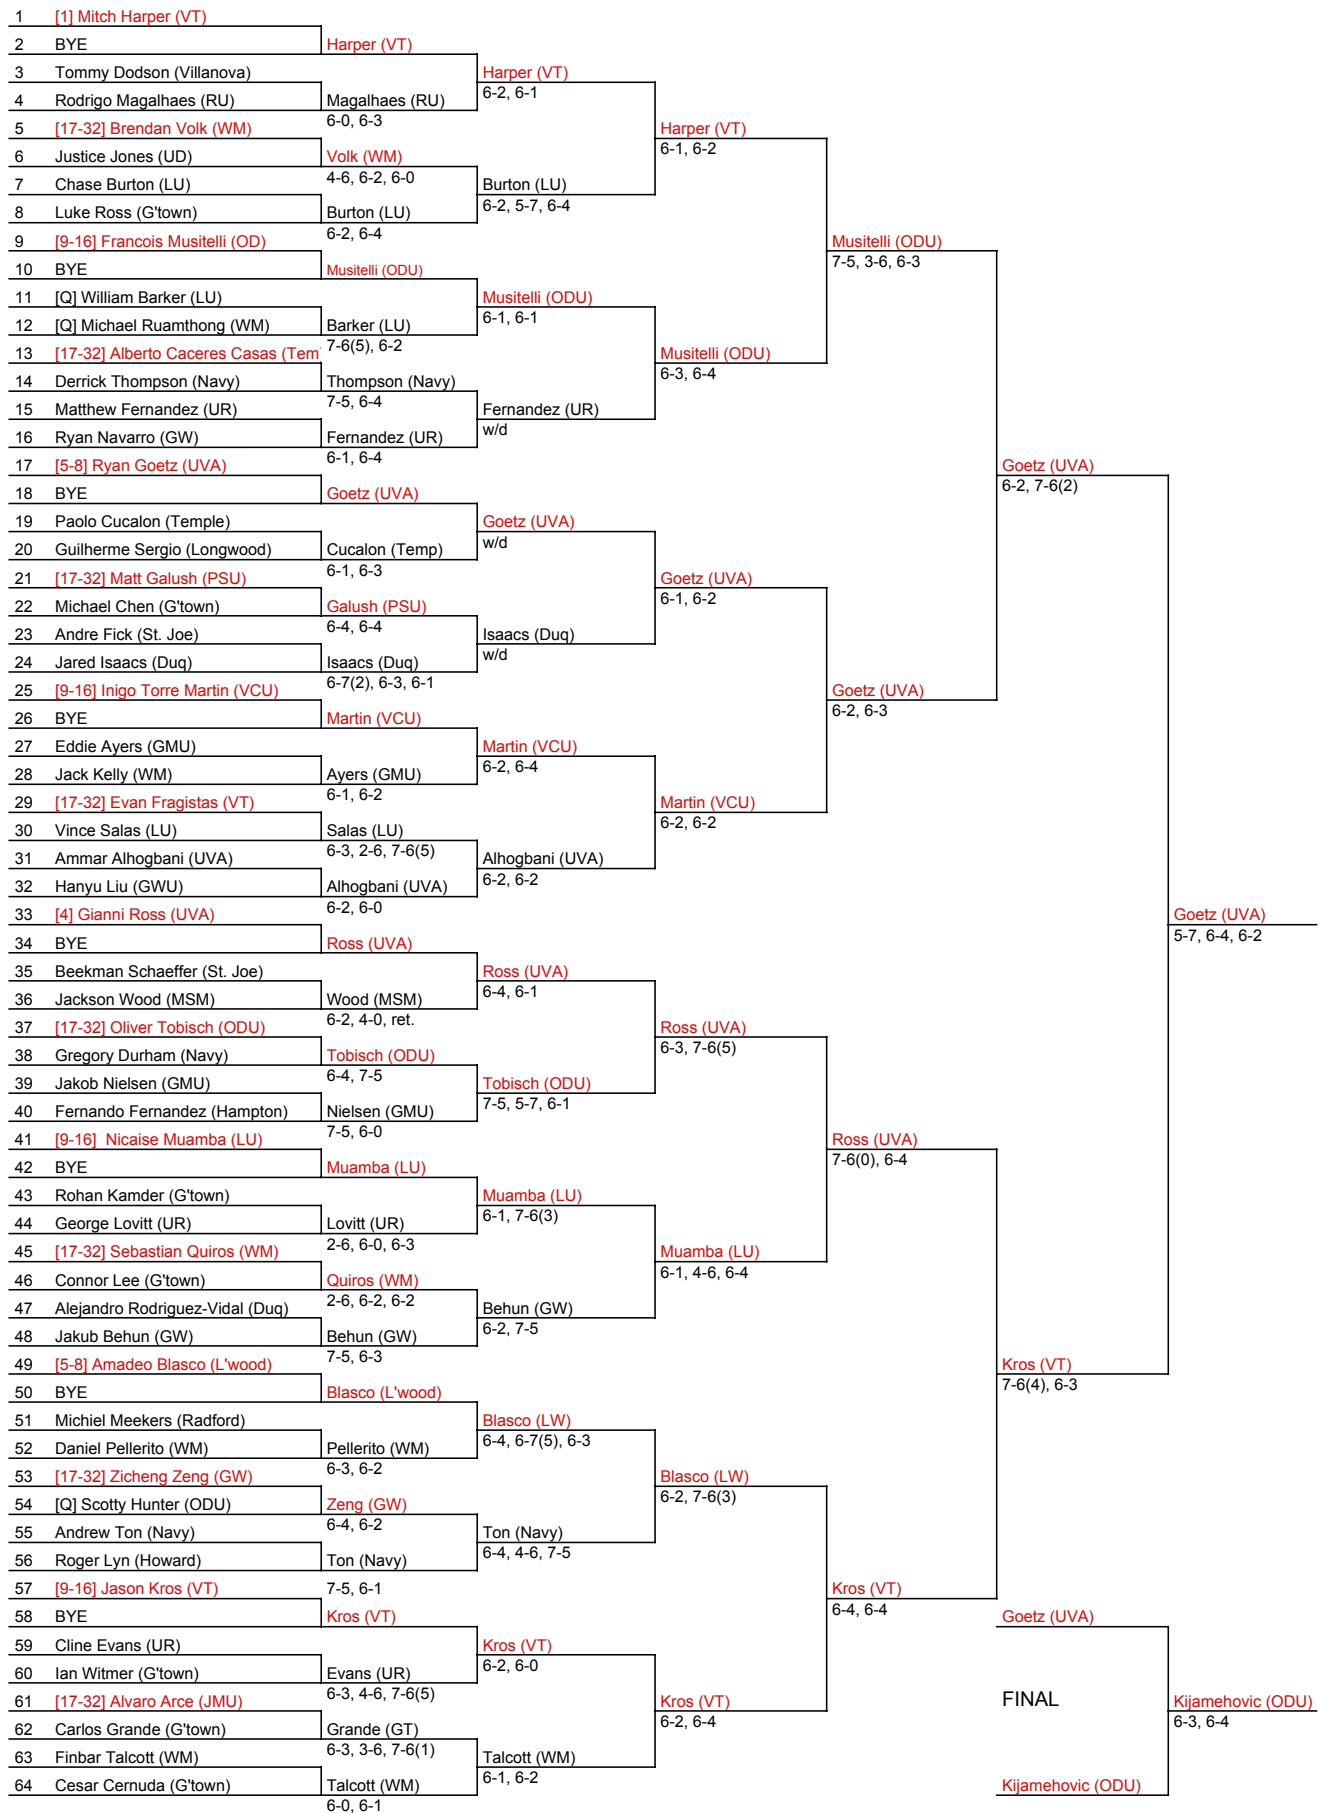 1 [1] Mitch Harper (VT)
2 BYE Harper (VT)
3 Tommy Dodson (Villanova) Harper (VT)
6-2, 6-1
4 Rodrigo Magalhaes (RU) Magalhaes (RU)
6-0, 6-3
5 [17-32] Brendan Volk (WM) Harper (VT)
6-1, 6-2
6 Justice Jones (UD) Volk (WM)
4-6, 6-2, 6-0
7 Chase Burton (LU) Burton (LU)
6-2, 5-7, 6-4
8 Luke Ross (G'town) Burton (LU)
6-2, 6-4
9 [9-16] Francois Musitelli (OD) Musitelli (ODU)
7-5, 3-6, 6-3
10 BYE Musitelli (ODU)
11 [Q] William Barker (LU) Musitelli (ODU)
6-1, 6-1
12 [Q] Michael Ruamthong (WM) Barker (LU)
7-6(5), 6-2
13 [17-32] Alberto Caceres Casas (Tem Musitelli (ODU)
6-3, 6-4
14 Derrick Thompson (Navy) Thompson (Navy)
7-5, 6-4
15 Matthew Fernandez (UR) Fernandez (UR)
w/d
16 Ryan Navarro (GW) Fernandez (UR)
6-1, 6-4
17 [5-8] Ryan Goetz (UVA) Goetz (UVA)
6-2, 7-6(2)
18 BYE Goetz (UVA)
19 Paolo Cucalon (Temple) Goetz (UVA)
w/d
20 Guilherme Sergio (Longwood) Cucalon (Temp)
6-1, 6-3
21 [17-32] Matt Galush (PSU) Goetz (UVA)
6-1, 6-2
22 Michael Chen (G'town) Galush (PSU)
6-4, 6-4
23 Andre Fick (St. Joe) Isaacs (Duq)
w/d
24 Jared Isaacs (Duq) Isaacs (Duq)
6-7(2), 6-3, 6-1
25 [9-16] Inigo Torre Martin (VCU) Goetz (UVA)
6-2, 6-3
26 BYE Martin (VCU)
27 Eddie Ayers (GMU) Martin (VCU)
6-2, 6-4
28 Jack Kelly (WM) Ayers (GMU)
6-1, 6-2
29 [17-32] Evan Fragistas (VT) Martin (VCU)
6-2, 6-2
30 Vince Salas (LU) Salas (LU)
6-3, 2-6, 7-6(5)
31 Ammar Alhogbani (UVA) Alhogbani (UVA)
6-2, 6-2
32 Hanyu Liu (GWU) Alhogbani (UVA)
6-2, 6-0
33 [4] Gianni Ross (UVA) Goetz (UVA)
5-7, 6-4, 6-2
34 BYE Ross (UVA)
35 Beekman Schaeffer (St. Joe) Ross (UVA)
6-4, 6-1
36 Jackson Wood (MSM) Wood (MSM)
6-2, 4-0, ret.
37 [17-32] Oliver Tobisch (ODU) Ross (UVA)
6-3, 7-6(5)
38 Gregory Durham (Navy) Tobisch (ODU)
6-4, 7-5
39 Jakob Nielsen (GMU) Tobisch (ODU)
7-5, 5-7, 6-1
40 Fernando Fernandez (Hampton) Nielsen (GMU)
7-5, 6-0
41 [9-16] Nicaise Muamba (LU) Ross (UVA)
7-6(0), 6-4
42 BYE Muamba (LU)
43 Rohan Kamder (G'town) Muamba (LU)
6-1, 7-6(3)
44 George Lovitt (UR) Lovitt (UR)
2-6, 6-0, 6-3
45 [17-32] Sebastian Quiros (WM) Muamba (LU)
6-1, 4-6, 6-4
46 Connor Lee (G'town) Quiros (WM)
2-6, 6-2, 6-2
47 Alejandro Rodriguez-Vidal (Duq) Behun (GW)
6-2, 7-5
48 Jakub Behun (GW) Behun (GW)
7-5, 6-3
49 [5-8] Amadeo Blasco (L'wood) Kros (VT)
7-6(4), 6-3
50 BYE Blasco (L'wood)
51 Michiel Meekers (Radford) Blasco (LW)
6-4, 6-7(5), 6-3
52 Daniel Pellerito (WM) Pellerito (WM)
6-3, 6-2
53 [17-32] Zicheng Zeng (GW) Blasco (LW)
6-2, 7-6(3)
54 [Q] Scotty Hunter (ODU) Zeng (GW)
6-4, 6-2
55 Andrew Ton (Navy) Ton (Navy)
6-4, 4-6, 7-5
56 Roger Lyn (Howard) Ton (Navy)
57 [9-16] Jason Kros (VT) 7-5, 6-1 Kros (VT)
6-4, 6-4
58 BYE Kros (VT) Goetz (UVA)
59 Cline Evans (UR) Kros (VT)
6-2, 6-0
60 Ian Witmer (G'town) Evans (UR)
6-3, 4-6, 7-6(5)
61 [17-32] Alvaro Arce (JMU) Kros (VT) FINAL Kijamehovic (ODU)
6-2, 6-4 6-3, 6-4
62 Carlos Grande (G'town) Grande (GT)
6-3, 3-6, 7-6(1)
63 Finbar Talcott (WM) Talcott (WM)
6-1, 6-2
64 Cesar Cernuda (G'town) Talcott (WM) Kijamehovic (ODU)
6-0, 6-1